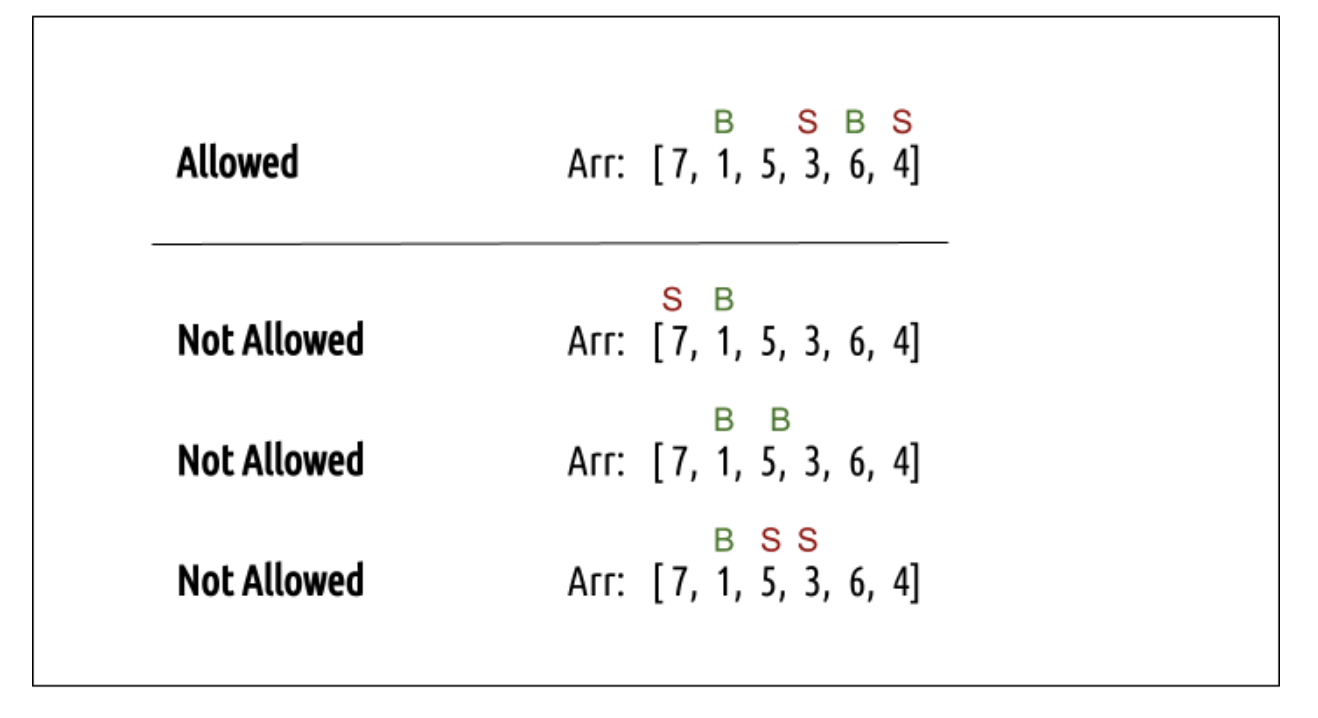 B S B S
Allowed Arr: [ 7, 1, 5, 3, 6, 4]
S B
Not Allowed Arr: [ 7, 1, 5, 3, 6, 4]
B B
Not Allowed Arr: [ 7, 1, 5, 3, 6, 4]
B S S
Not Allowed Arr: [ 7, 1, 5, 3, 6, 4]